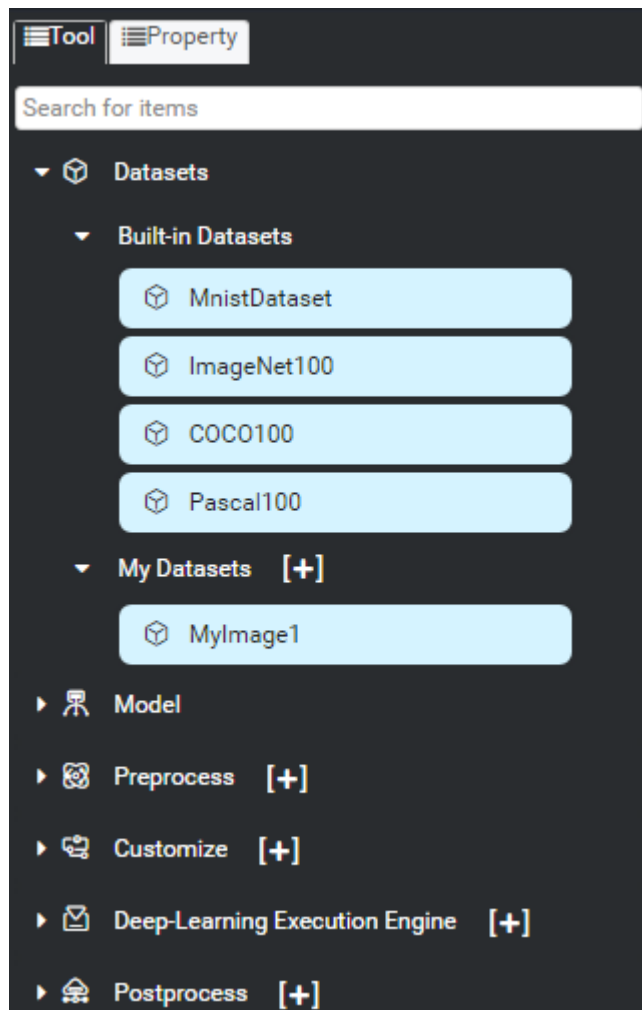 Tool Property
Search for items
Datasets
Built-in Datasets
MnistDataset
ImageNet100
COCO100
Pascal100
My Datasets [+]
MyImage1
Model
Preprocess [+]
Customize [+]
Deep-Learning Execution Engine [+]
Postprocess [+]